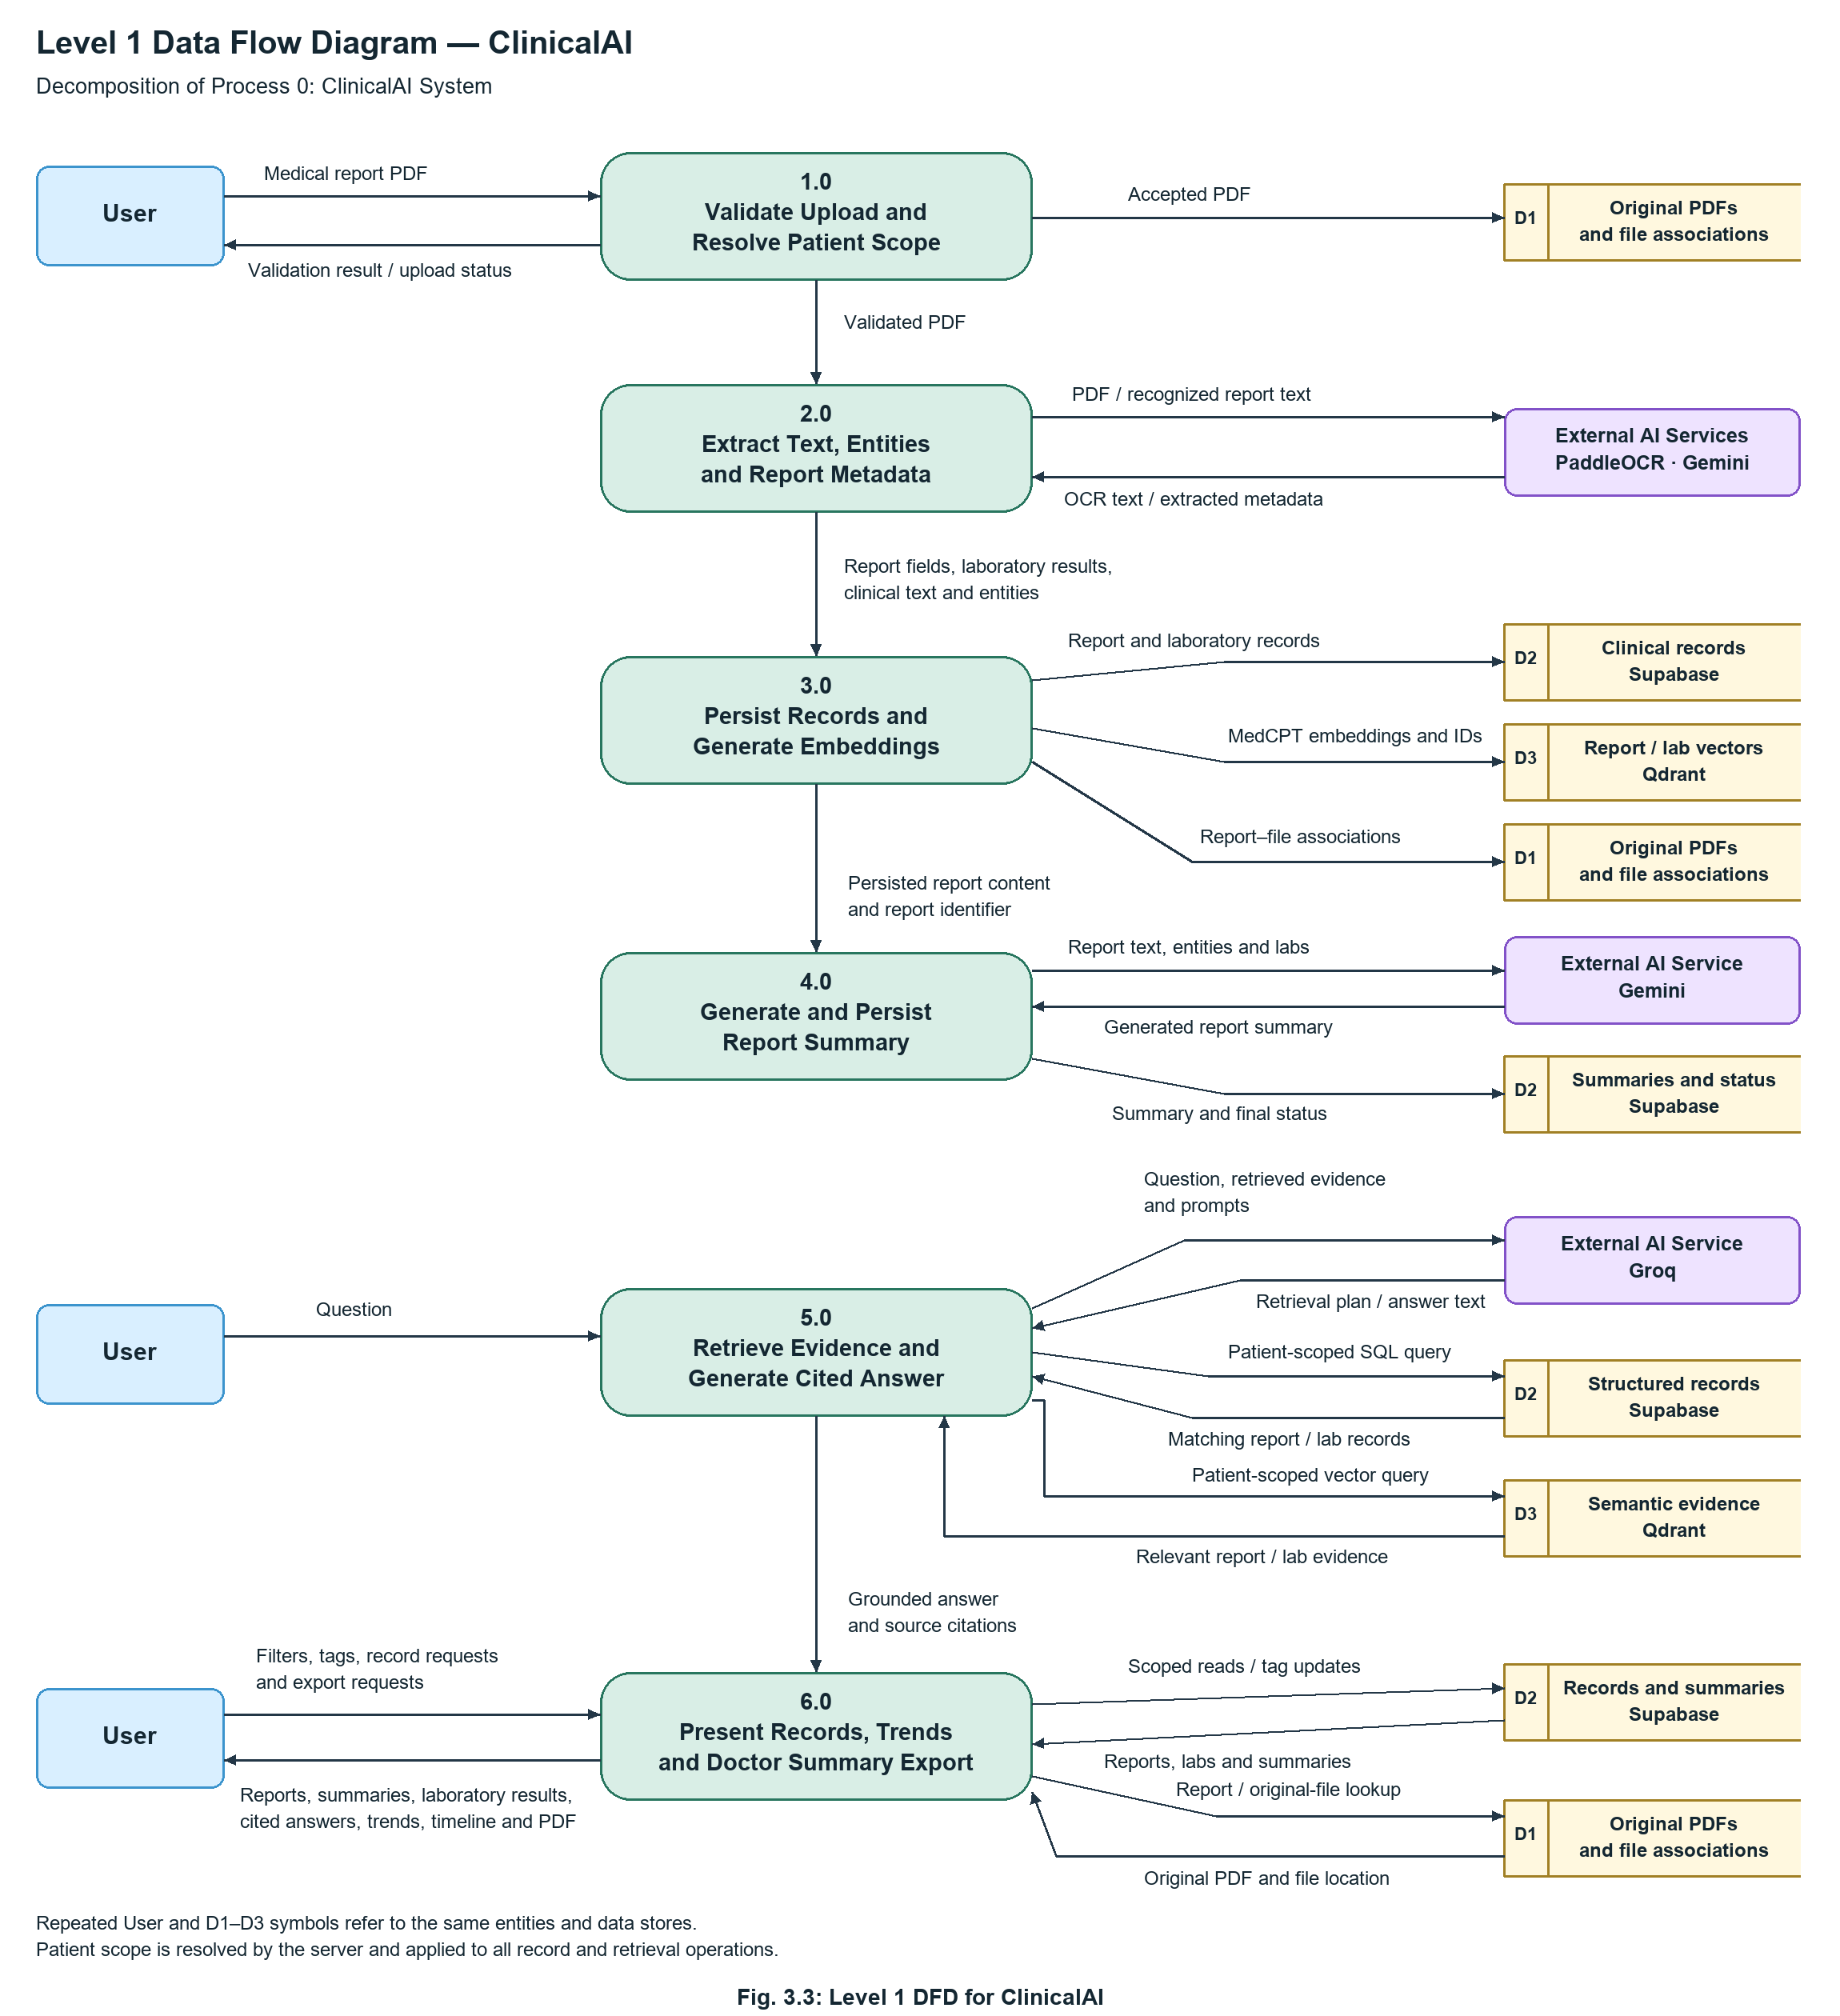 Level 1 Data Flow Diagram — ClinicalAI
Decomposition of Process 0: ClinicalAI System
User
Medical report PDF
Validation result / upload status
1.0
Validate Upload and
Resolve Patient Scope
Accepted PDF
D1
Original PDFs
and file associations
Validated PDF
2.0
Extract Text, Entities
and Report Metadata
PDF / recognized report text
OCR text / extracted metadata
External AI Services
PaddleOCR · Gemini
Report fields, laboratory results,
clinical text and entities
3.0
Persist Records and
Generate Embeddings
Report and laboratory records
D2
Clinical records
Supabase
MedCPT embeddings and IDs
D3
Report / lab vectors
Qdrant
Report–file associations
D1
Original PDFs
and file associations
Persisted report content
and report identifier
4.0
Generate and Persist
Report Summary
Report text, entities and labs
Generated report summary
External AI Service
Gemini
Summary and final status
D2
Summaries and status
Supabase
Question, retrieved evidence
and prompts
External AI Service
Groq
Retrieval plan / answer text
User
Question
5.0
Retrieve Evidence and
Generate Cited Answer
Patient-scoped SQL query
D2
Structured records
Supabase
Matching report / lab records
Patient-scoped vector query
D3
Semantic evidence
Qdrant
Relevant report / lab evidence
Grounded answer
and source citations
Filters, tags, record requests
and export requests
User
Reports, summaries, laboratory results,
cited answers, trends, timeline and PDF
6.0
Present Records, Trends
and Doctor Summary Export
Scoped reads / tag updates
D2
Records and summaries
Supabase
Reports, labs and summaries
Report / original-file lookup
D1
Original PDFs
and file associations
Original PDF and file location
Repeated User and D1–D3 symbols refer to the same entities and data stores.
Patient scope is resolved by the server and applied to all record and retrieval operations.
Fig. 3.3: Level 1 DFD for ClinicalAI